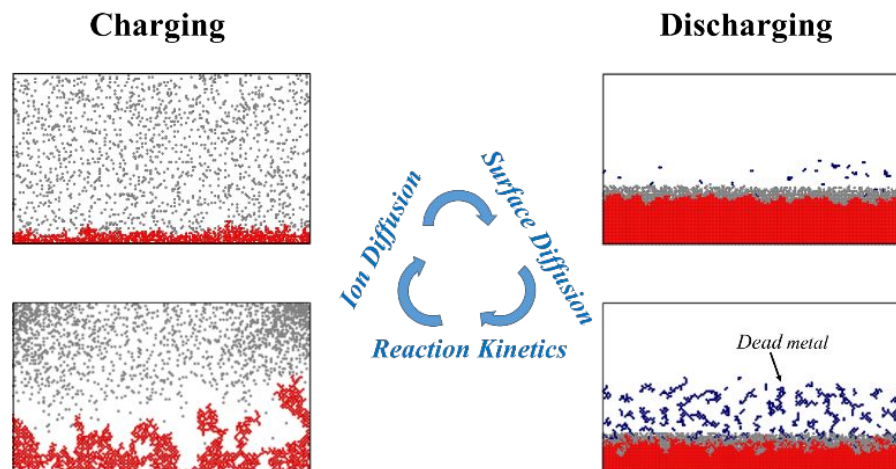 Charging
Discharging
Ion Diffusion
Surface Diffusion
Reaction Kinetics
Dead metal